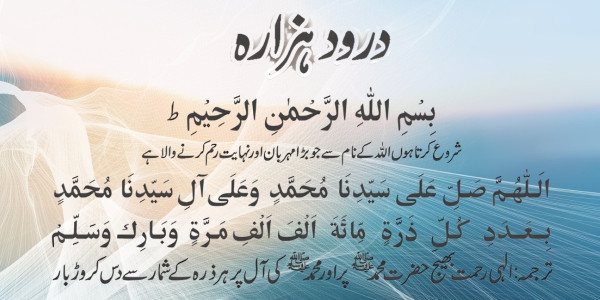 درود ہزارہ
بِسْمِ اللهِ الرَّحْمٰنِ الرَّحِيْمِ ط
شروع کرتا ہوں اللہ کے نام سے جو بڑا مہربان اور نہایت رحم کرنے والا ہے
اَللّٰهُمَّ صَلِّ عَلَى سَيِّدِنَا مُحَمَّدٍ وَعَلَى آلِ سَيِّدِنَا مُحَمَّدٍ
بِعَدَدِ كُلِّ ذَرَّةٍ مِائَةَ اَلْفِ اَلْفِ مَرَّةٍ وَبَارِكْ وَسَلِّمْ
ترجمہ: الٰہی رحمت بھیج حضرت محمد ﷺ پر اور محمد ﷺ کی آل پر ہر ذرہ کے شمار سے دس کروڑ بار